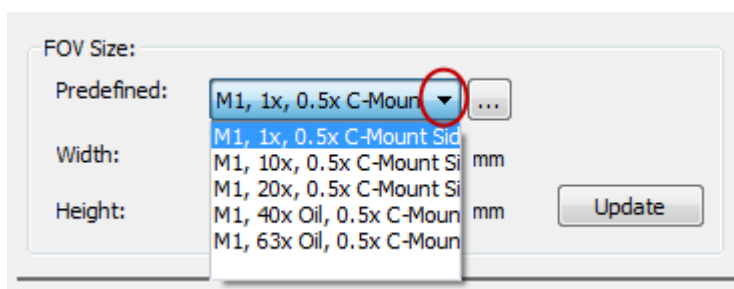 FOV Size:
Predefined:
M1, 1x, 0.5x C-Moun
...
M1, 1x, 0.5x C-Mount Sid
Width:
M1, 10x, 0.5x C-Mount Si
mm
M1, 20x, 0.5x C-Mount Si
Height:
M1, 40x Oil, 0.5x C-Moun
mm
Update
M1, 63x Oil, 0.5x C-Moun